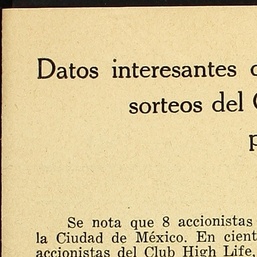 Datos interesantes
sorteos del
Se nota que 8 accionistas
la Ciudad de México. En
accionistas del Club High Life,